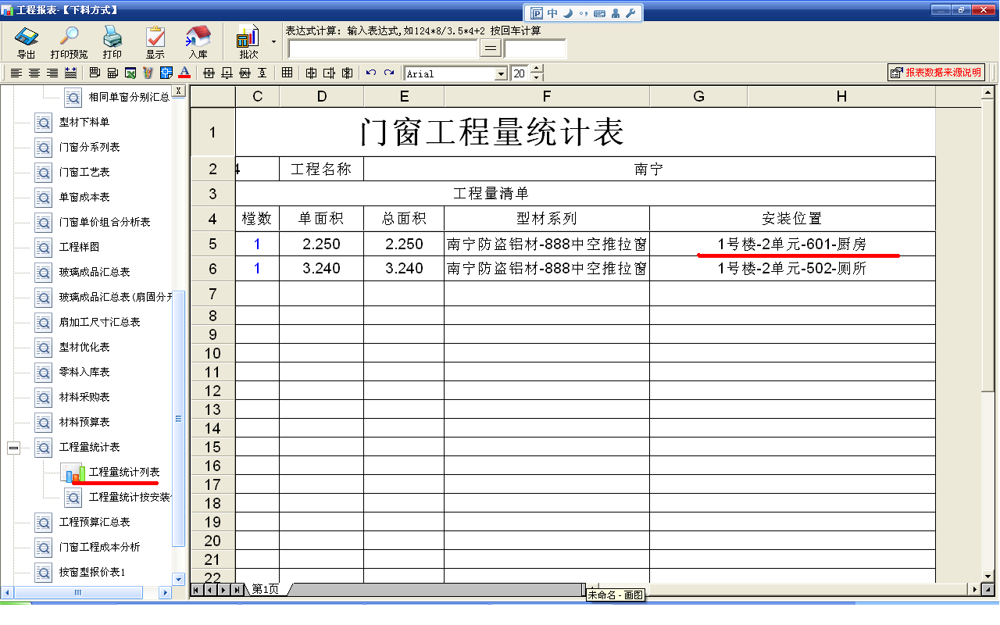 工程报表-【下料方式】
中
导出 打印预览 打印 显示 入库 批次
表达式计算: 输入表达式,如124*8/3.5*4+2 按回车计算
Arial 20
报表数据来源说明
相同单窗分别汇总
型材下料单
门窗分系列表
门窗工艺表
单窗成本表
门窗单价组合分析表
工程样图
玻璃成品汇总表
玻璃成品汇总表(扇固分开
扇加工尺寸汇总表
型材优化表
零料入库表
材料采购表
材料预算表
工程量统计表
工程量统计列表
工程量统计按安装
工程预算汇总表
门窗工程成本分析
按窗型报价表1
C D E F G H
1 门窗工程量统计表
2 4 工程名称 南宁
3 工程量清单
4 樘数 单面积 总面积 型材系列 安装位置
5 1 2.250 2.250 南宁防盗铝材-888中空推拉窗 1号楼-2单元-601-厨房
6 1 3.240 3.240 南宁防盗铝材-888中空推拉窗 1号楼-2单元-502-厕所
7
8
9
10
11
12
13
14
15
16
17
18
19
20
21
22
第1页
未命名 - 画图